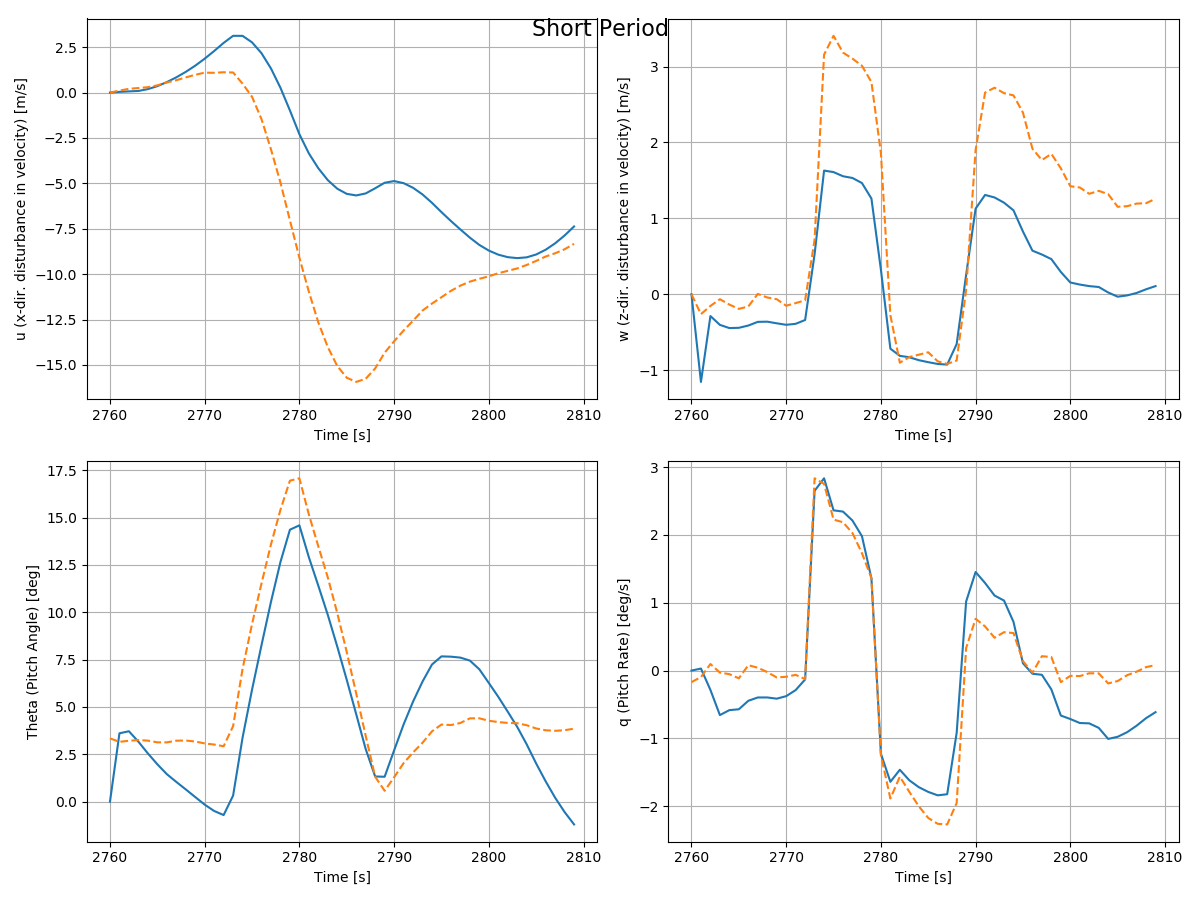 Short Period
2.5
0.0
−2.5
−5.0
−7.5
−10.0
−12.5
−15.0
u (x-dir. disturbance in velocity) [m/s]
2760 2770 2780 2790 2800 2810
Time [s]
3
2
1
0
−1
w (z-dir. disturbance in velocity) [m/s]
2760 2770 2780 2790 2800 2810
Time [s]
17.5
15.0
12.5
10.0
7.5
5.0
2.5
0.0
Theta (Pitch Angle) [deg]
2760 2770 2780 2790 2800 2810
Time [s]
3
2
1
0
−1
−2
q (Pitch Rate) [deg/s]
2760 2770 2780 2790 2800 2810
Time [s]